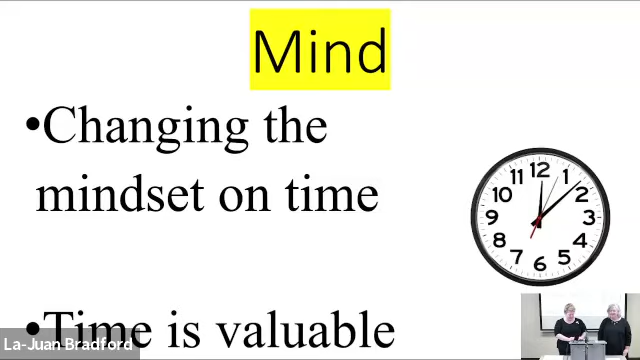 Mind
•Changing the
mindset on time
12
11
1
10
2
9
3
8
4
7
5
6
•Time is valuable
La-Juan Bradford